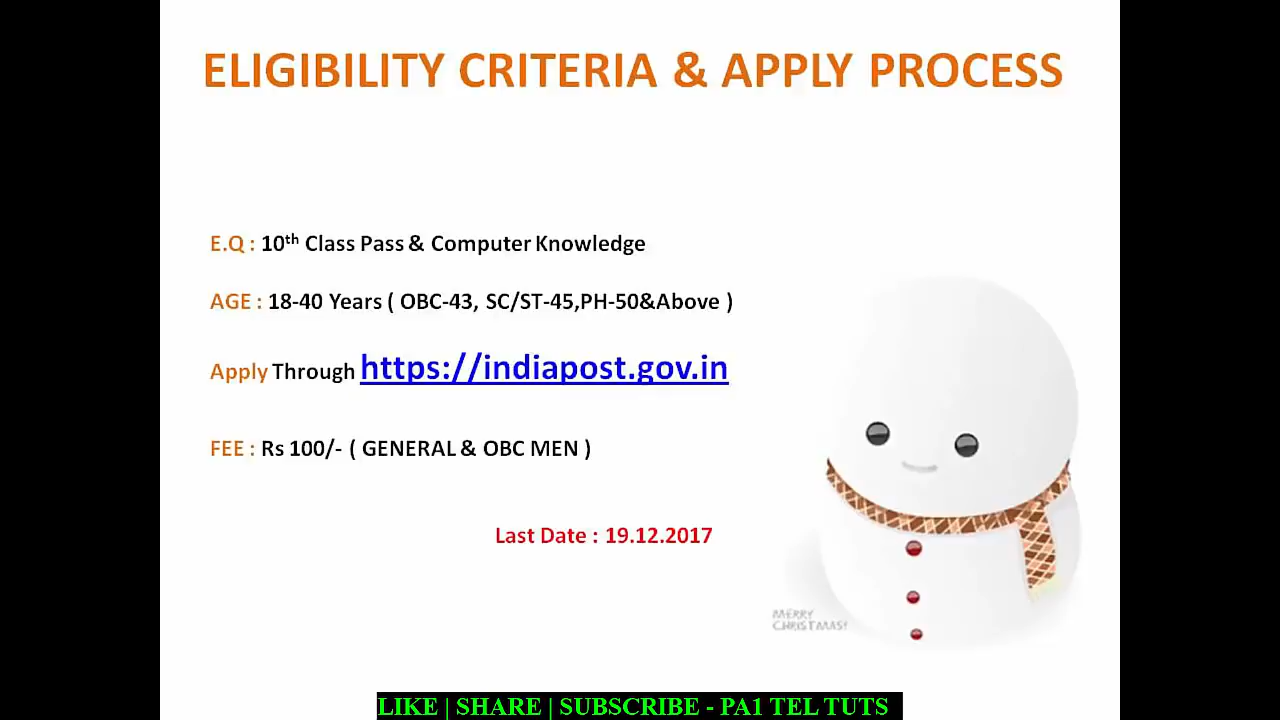 ELIGIBILITY CRITERIA & APPLY PROCESS
E.Q : 10th Class Pass & Computer Knowledge
AGE : 18-40 Years ( OBC-43, SC/ST-45,PH-50&Above )
Apply Through https://indiapost.gov.in
FEE : Rs 100/- ( GENERAL & OBC MEN )
Last Date : 19.12.2017
MERRY
CHRISTMAS!
LIKE | SHARE | SUBSCRIBE - PA1 TEL TUTS